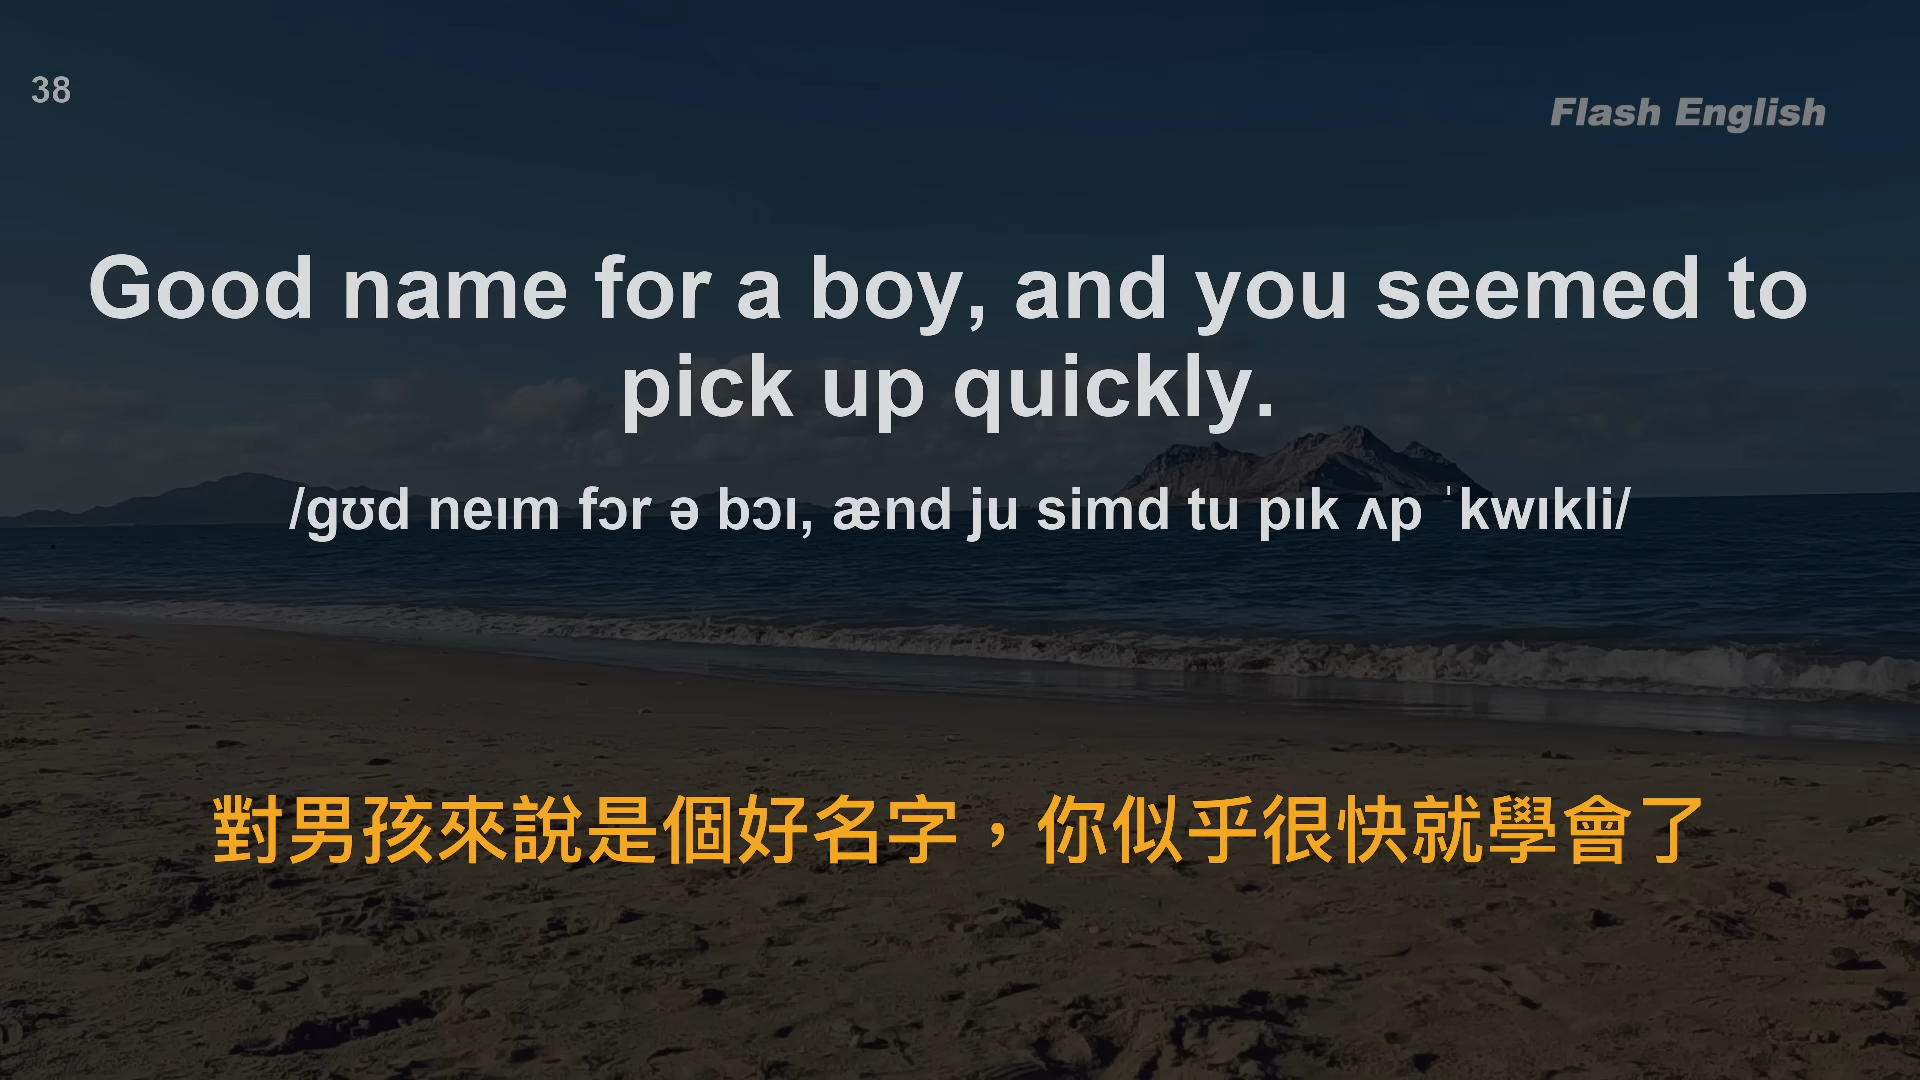 38
Flash English
Good name for a boy, and you seemed to
pick up quickly.
/gʊd neɪm fɔr ə bɔɪ, ænd ju simd tu pɪk ʌp ˈkwɪkli/
對男孩來說是個好名字，你似乎很快就學會了